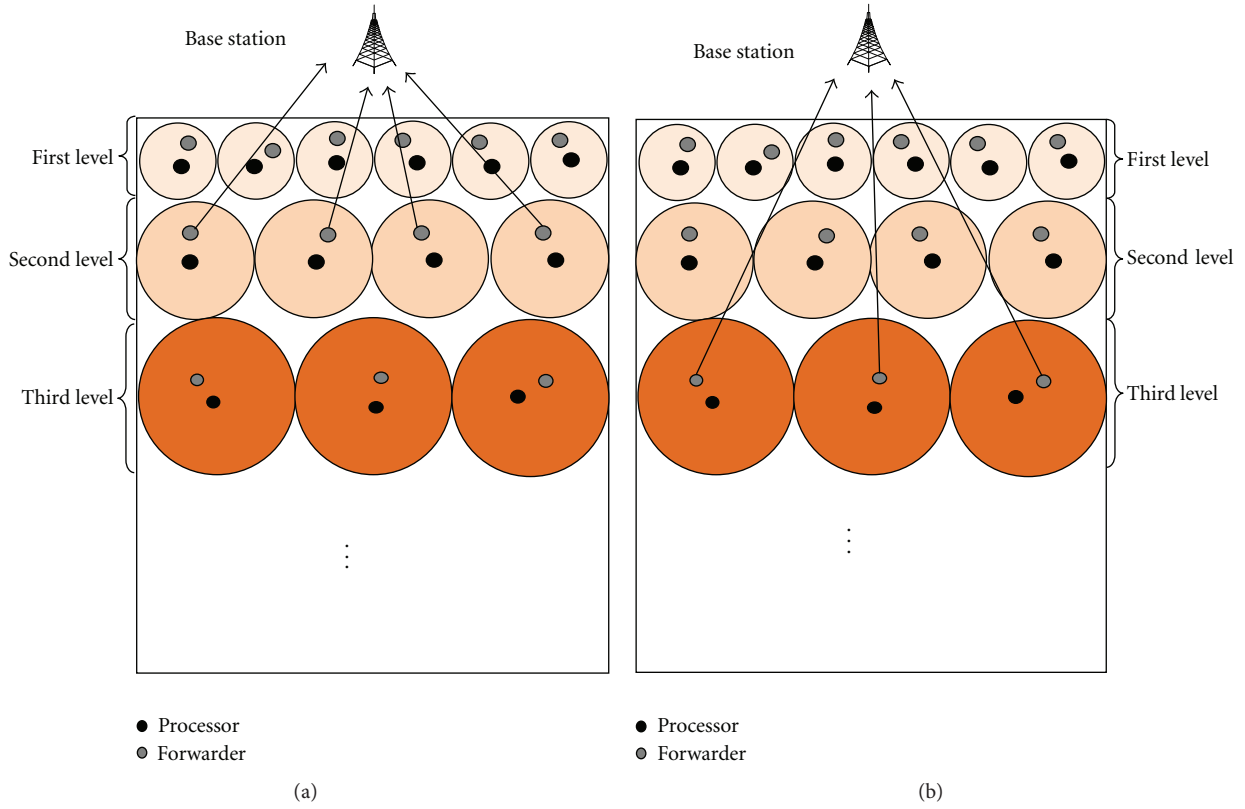 Base station
First level
Second level
Third level
Processor
Forwarder
(a)
Base station
First level
Second level
Third level
Processor
Forwarder
(b)